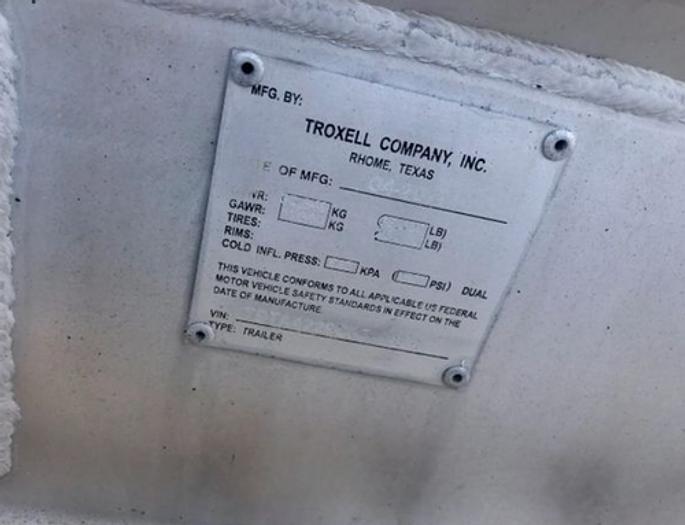 MFG. BY:
TROXELL COMPANY, INC.
RHOME, TEXAS
OF MFG:
KG LB)
GAWR: KG LB)
TIRES:
RIMS:
COLD INFL. PRESS: KPA ( PSI) DUAL
THIS VEHICLE CONFORMS TO ALL APPLICABLE US FEDERAL
MOTOR VEHICLE SAFETY STANDARDS IN EFFECT ON THE
DATE OF MANUFACTURE.
VIN:
TYPE: TRAILER